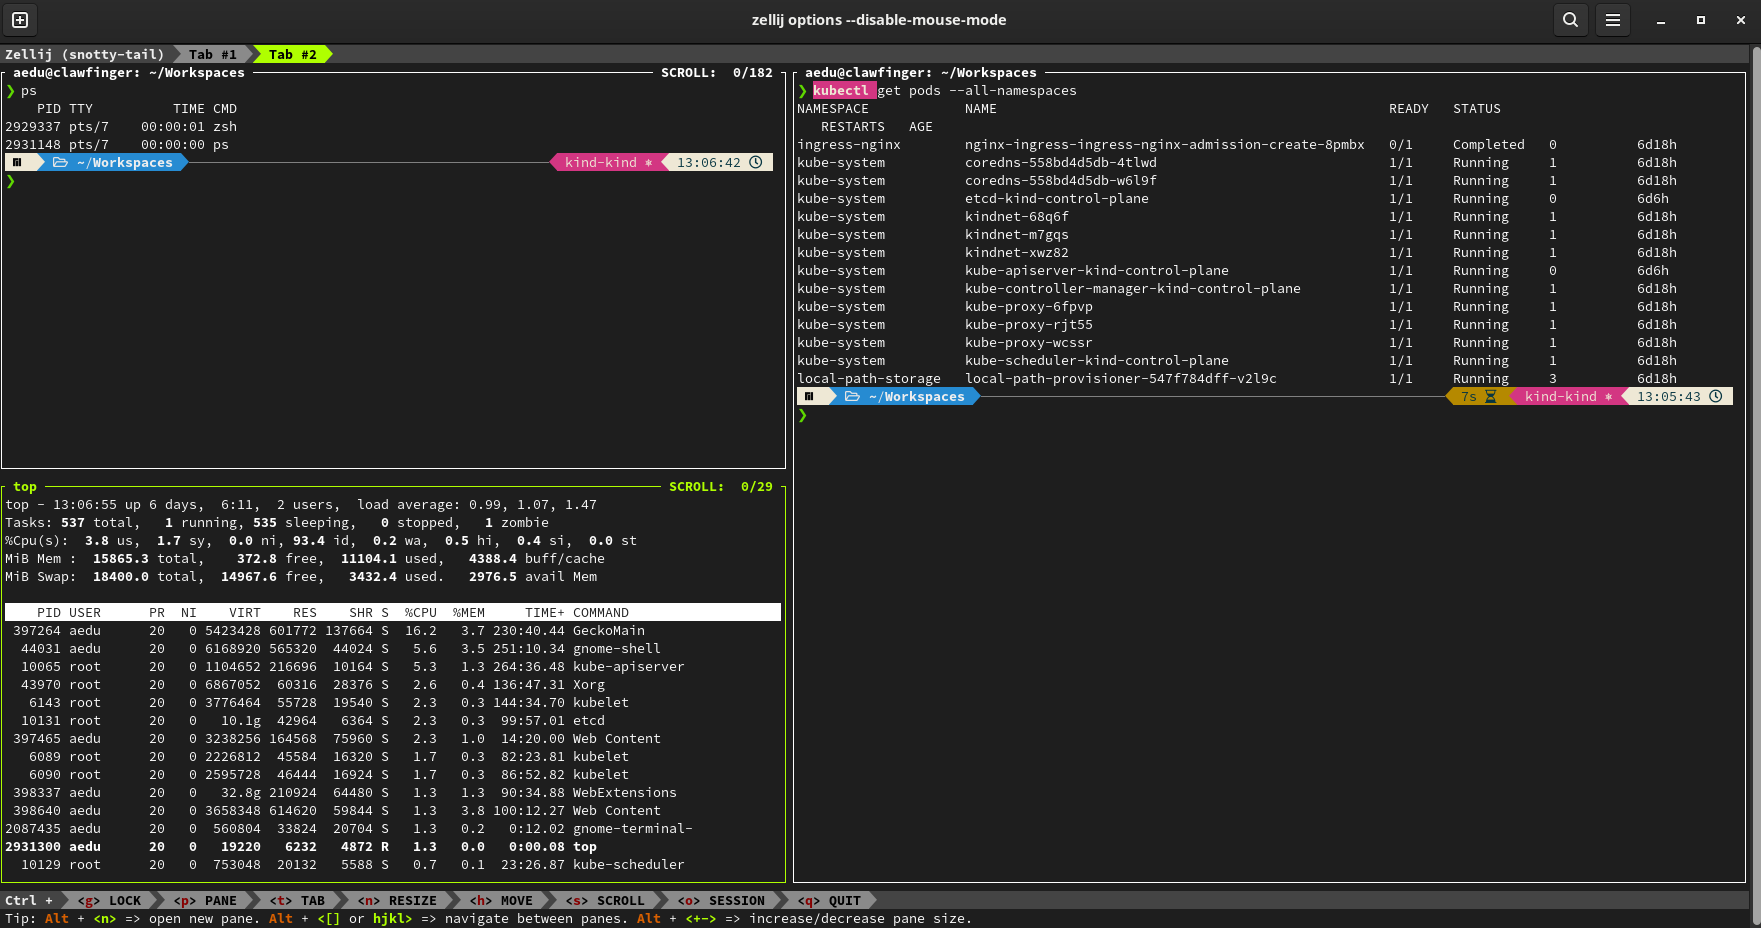 zellij options --disable-mouse-mode
Zellij (snotty-tail) Tab #1 Tab #2
aedu@clawfinger: ~/Workspaces SCROLL: 0/182
❯ ps
PID TTY TIME CMD
2929337 pts/7 00:00:01 zsh
2931148 pts/7 00:00:00 ps
~/Workspaces kind-kind 13:06:42
❯
top SCROLL: 0/29
top - 13:06:55 up 6 days, 6:11, 2 users, load average: 0.99, 1.07, 1.47
Tasks: 537 total, 1 running, 535 sleeping, 0 stopped, 1 zombie
%Cpu(s): 3.8 us, 1.7 sy, 0.0 ni, 93.4 id, 0.2 wa, 0.5 hi, 0.4 si, 0.0 st
MiB Mem : 15865.3 total, 372.8 free, 11104.1 used, 4388.4 buff/cache
MiB Swap: 18400.0 total, 14967.6 free, 3432.4 used. 2976.5 avail Mem
PID USER PR NI VIRT RES SHR S %CPU %MEM TIME+ COMMAND
397264 aedu 20 0 5423428 601772 137664 S 16.2 3.7 230:40.44 GeckoMain
44031 aedu 20 0 6168920 565320 44024 S 5.6 3.5 251:10.34 gnome-shell
10065 root 20 0 1104652 216696 10164 S 5.3 1.3 264:36.48 kube-apiserver
43970 root 20 0 6867052 60316 28376 S 2.6 0.4 136:47.31 Xorg
6143 root 20 0 3776464 55728 19540 S 2.3 0.3 144:34.70 kubelet
10131 root 20 0 10.1g 42964 6364 S 2.3 0.3 99:57.01 etcd
397465 aedu 20 0 3238256 164568 75960 S 2.3 1.0 14:20.00 Web Content
6089 root 20 0 2226812 45584 16320 S 1.7 0.3 82:23.81 kubelet
6090 root 20 0 2595728 46444 16924 S 1.7 0.3 86:52.82 kubelet
398337 aedu 20 0 32.8g 210924 64480 S 1.3 1.3 90:34.88 WebExtensions
398640 aedu 20 0 3658348 614620 59844 S 1.3 3.8 100:12.27 Web Content
2087435 aedu 20 0 560804 33824 20704 S 1.3 0.2 0:12.02 gnome-terminal-
2931300 aedu 20 0 19220 6232 4872 R 1.3 0.0 0:00.08 top
10129 root 20 0 753048 20132 5588 S 0.7 0.1 23:26.87 kube-scheduler
aedu@clawfinger: ~/Workspaces
❯ kubectl get pods --all-namespaces
NAMESPACE NAME READY STATUS
RESTARTS AGE
ingress-nginx nginx-ingress-ingress-nginx-admission-create-8pmbx 0/1 Completed 0 6d18h
kube-system coredns-558bd4d5db-4tlwd 1/1 Running 1 6d18h
kube-system coredns-558bd4d5db-w6l9f 1/1 Running 1 6d18h
kube-system etcd-kind-control-plane 1/1 Running 0 6d6h
kube-system kindnet-68q6f 1/1 Running 1 6d18h
kube-system kindnet-m7gqs 1/1 Running 1 6d18h
kube-system kindnet-xwz82 1/1 Running 1 6d18h
kube-system kube-apiserver-kind-control-plane 1/1 Running 0 6d6h
kube-system kube-controller-manager-kind-control-plane 1/1 Running 1 6d18h
kube-system kube-proxy-6fpvp 1/1 Running 1 6d18h
kube-system kube-proxy-rjt55 1/1 Running 1 6d18h
kube-system kube-proxy-wcssr 1/1 Running 1 6d18h
kube-system kube-scheduler-kind-control-plane 1/1 Running 1 6d18h
local-path-storage local-path-provisioner-547f784dff-v2l9c 1/1 Running 3 6d18h
~/Workspaces 7s kind-kind 13:05:43
❯
Ctrl + <g> LOCK <p> PANE <t> TAB <n> RESIZE <h> MOVE <s> SCROLL <o> SESSION <q> QUIT
Tip: Alt + <n> => open new pane. Alt + <[] or hjkl> => navigate between panes. Alt + <+-> => increase/decrease pane size.